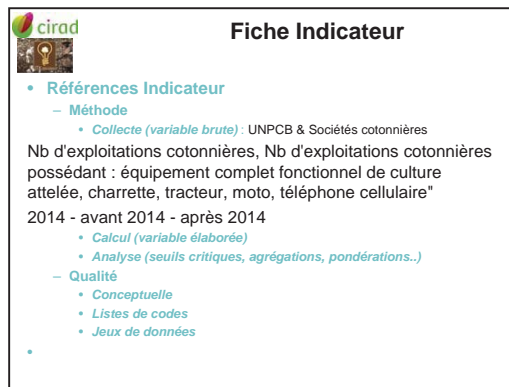 cirad
Fiche Indicateur
• Références Indicateur
– Méthode
• Collecte (variable brute) : UNPCB & Sociétés cotonnières
Nb d'exploitations cotonnières, Nb d'exploitations cotonnières
possédant : équipement complet fonctionnel de culture
attelée, charrette, tracteur, moto, téléphone cellulaire"
2014 - avant 2014 - après 2014
• Calcul (variable élaborée)
• Analyse (seuils critiques, agrégations, pondérations..)
– Qualité
• Conceptuelle
• Listes de codes
• Jeux de données
•